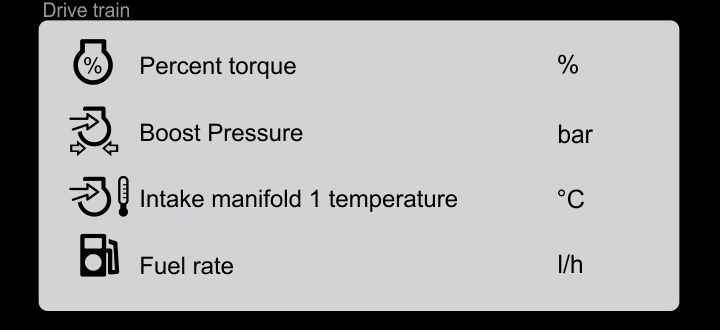 Drive train
% Percent torque %
Boost Pressure bar
Intake manifold 1 temperature °C
Fuel rate l/h